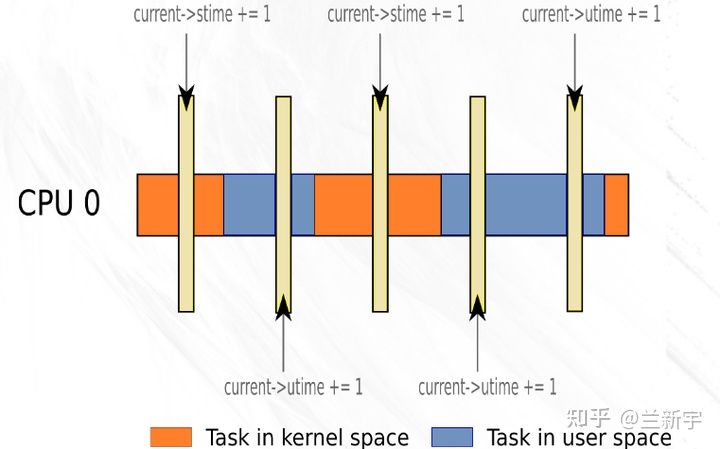 current->stime += 1
current->stime += 1
current->utime += 1
CPU 0
current->utime += 1
current->utime += 1
知乎 @兰新宇
Task in kernel space
Task in user space